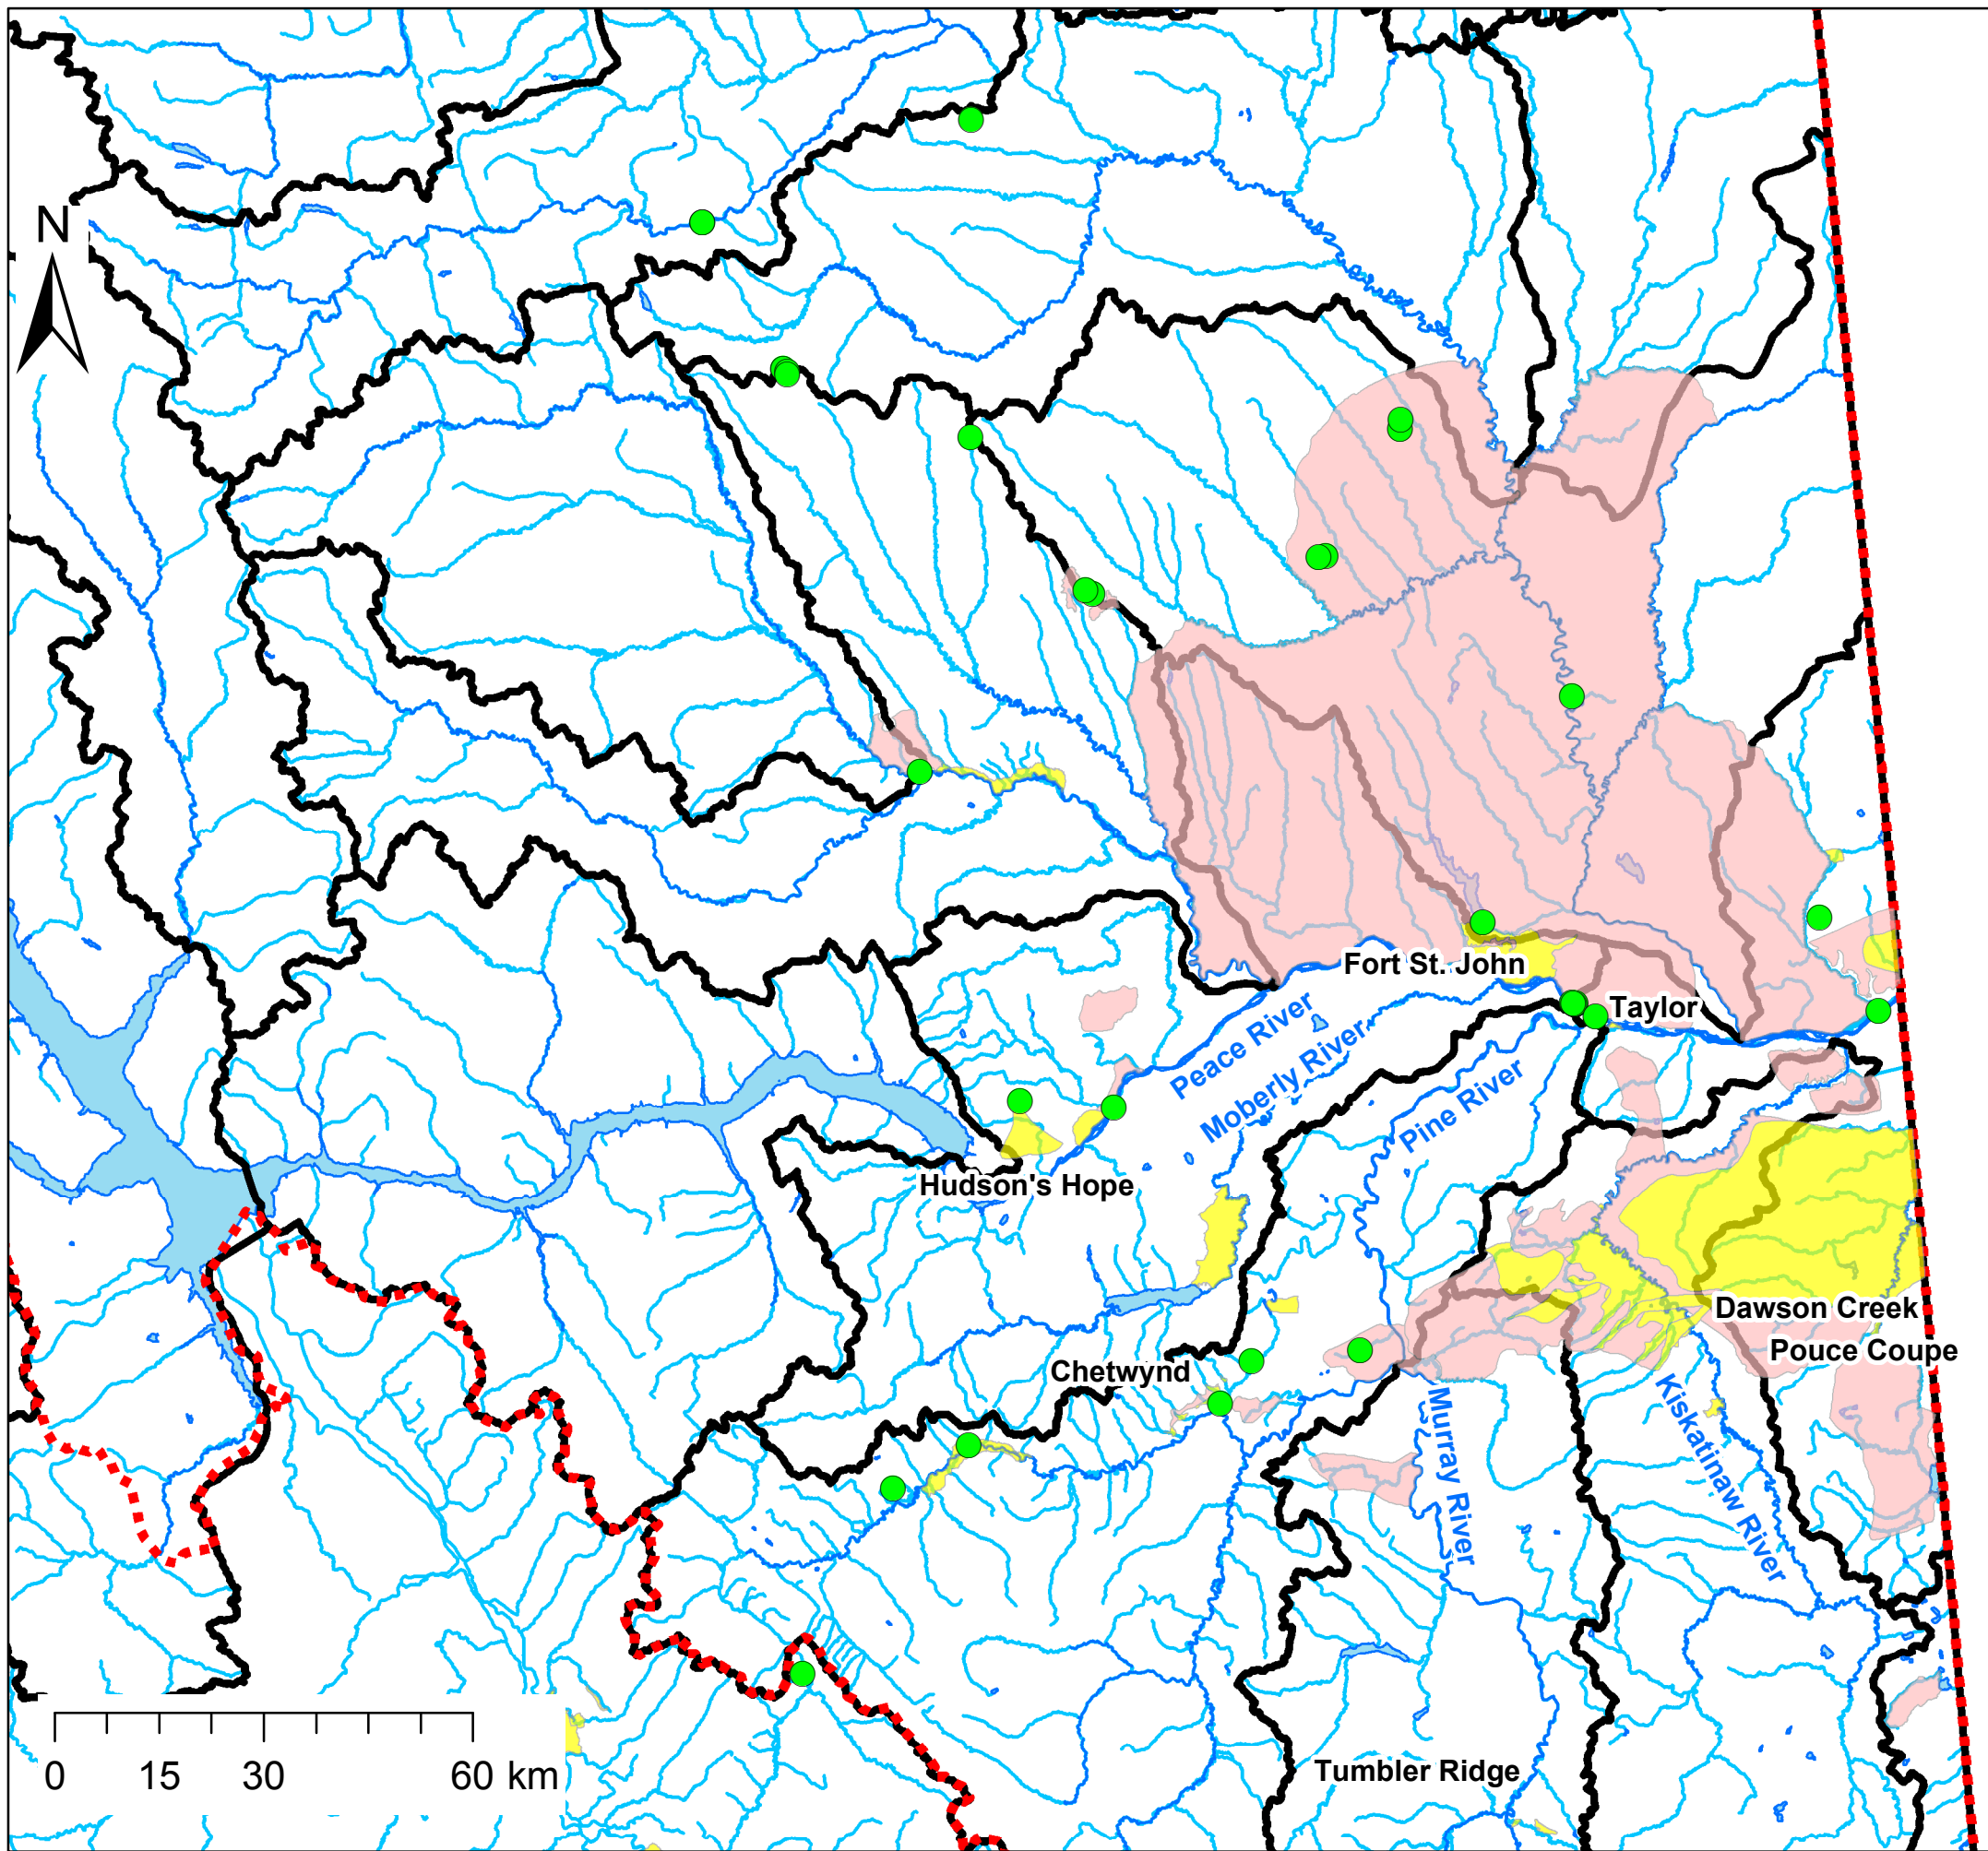 N
Fort St. John
Taylor
Peace River
Moberly River
Pine River
Hudson's Hope
Dawson Creek
Pouce Coupe
Chetwynd
Murray River
Kiskatinaw River
Tumbler Ridge
0 15 30 60 km